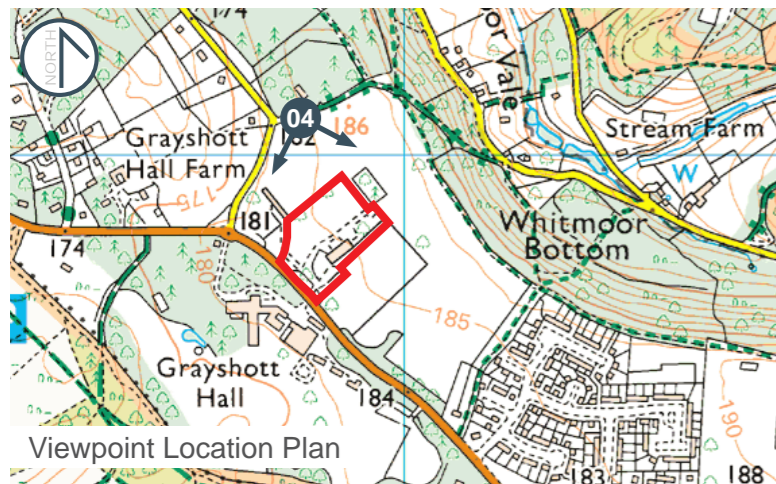 174
NORTH
04
182
186
or Vale
Stream Farm
W
Grayshott
Hall Farm
175
181
174
180
Whitmoor
Bottom
185
Grayshott
Hall
184
190
Viewpoint Location Plan
183
188